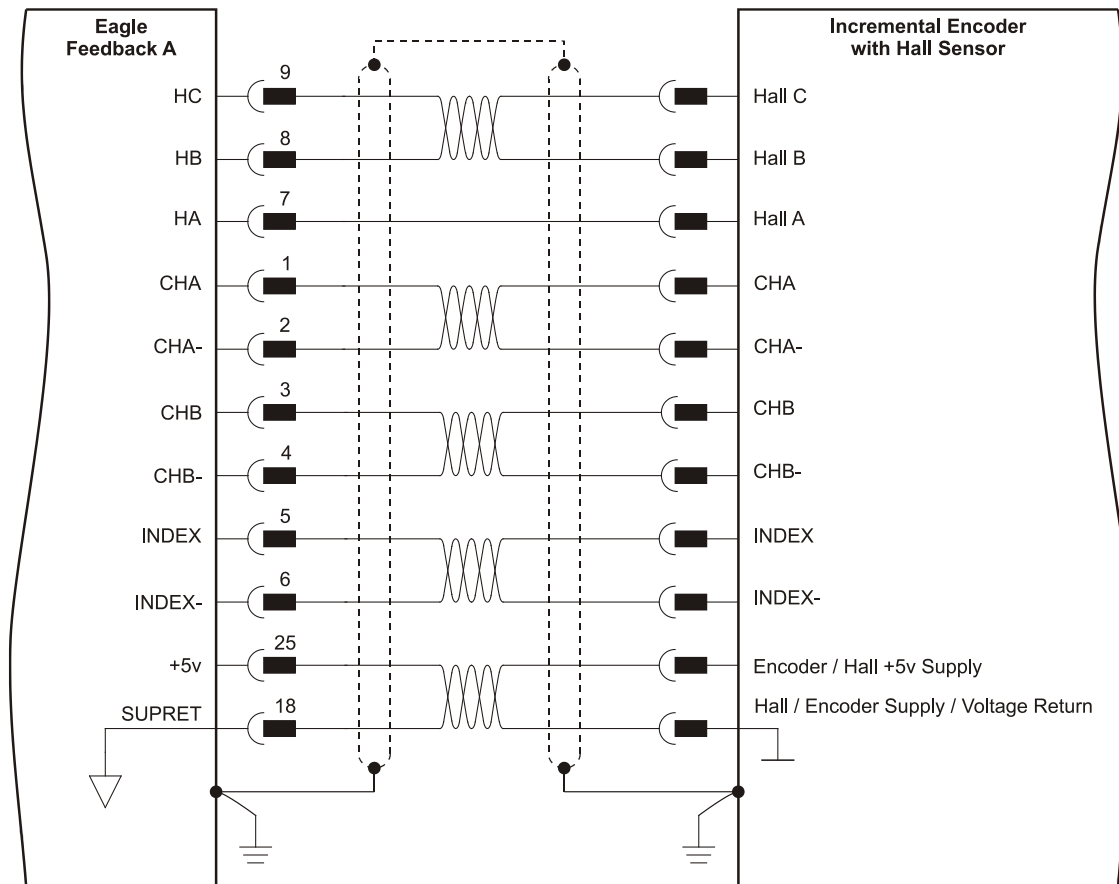 Eagle
Feedback A
Incremental Encoder
with Hall Sensor
HC 9 Hall C
HB 8 Hall B
HA 7 Hall A
CHA 1 CHA
CHA- 2 CHA-
CHB 3 CHB
CHB- 4 CHB-
INDEX 5 INDEX
INDEX- 6 INDEX-
+5v 25 Encoder / Hall +5v Supply
SUPRET 18 Hall / Encoder Supply / Voltage Return